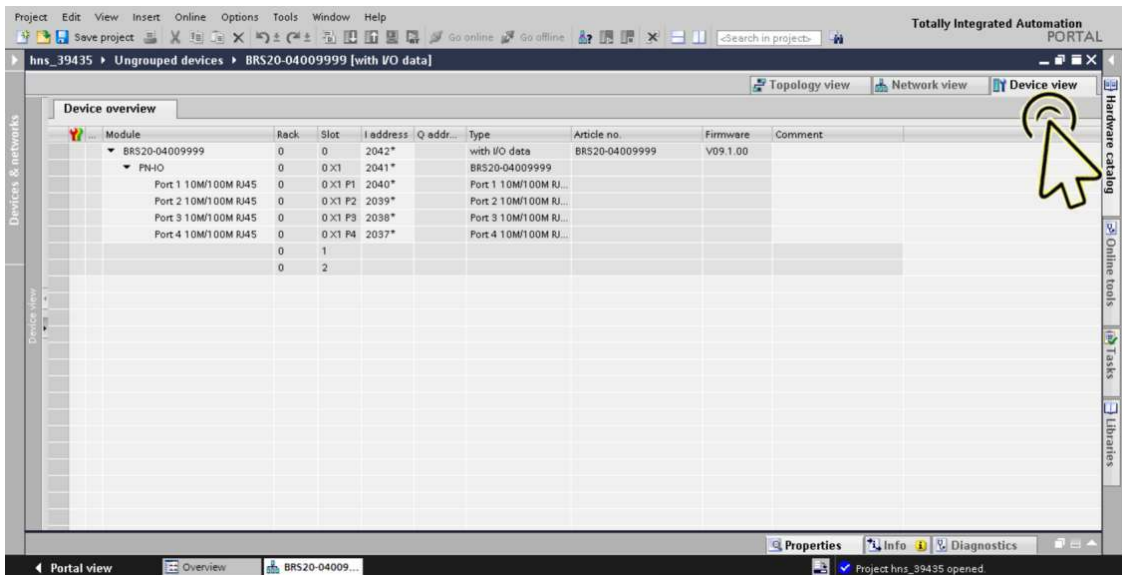 Project Edit View Insert Online Options Tools Window Help
Totally Integrated Automation
PORTAL
Save project Go online Go offline <Search in project>
hns_39435 ▸ Ungrouped devices ▸ BRS20-04009999 [with I/O data]
Topology view Network view Device view
Device overview
... Module Rack Slot I address Q addr... Type Article no. Firmware Comment
BRS20-04009999 0 0 2042* with I/O data BRS20-04009999 V09.1.00
PN-IO 0 0 X1 2041* BRS20-04009999
Port 1 10M/100M RJ45 0 0 X1 P1 2040* Port 1 10M/100M RJ...
Port 2 10M/100M RJ45 0 0 X1 P2 2039* Port 2 10M/100M RJ...
Port 3 10M/100M RJ45 0 0 X1 P3 2038* Port 3 10M/100M RJ...
Port 4 10M/100M RJ45 0 0 X1 P4 2037* Port 4 10M/100M RJ...
0 1
0 2
Devices & networks
Device view
Hardware catalog
Online tools
Tasks
Libraries
Properties Info Diagnostics
Portal view Overview BRS20-04009... Project hns_39435 opened.